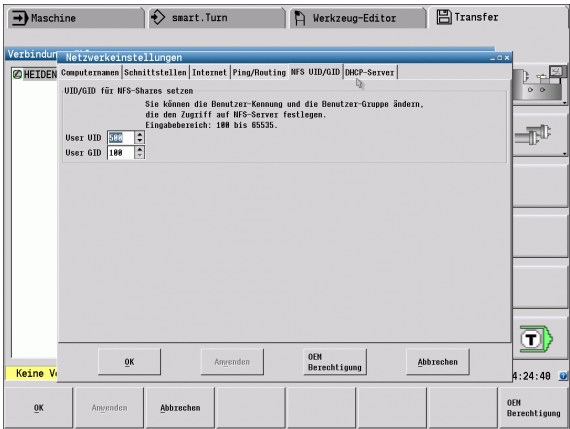 Maschine
smart.Turn
Werkzeug-Editor
Transfer
Netzwerkeinstellungen
HEIDEN
Computernamen Schnittstellen Internet Ping/Routing NFS UID/GID DHCP-Server
UID/GID für NFS-Shares setzen
Sie können die Benutzer-Kennung und die Benutzer-Gruppe ändern,
die den Zugriff auf NFS-Server festlegen.
Eingabebereich: 100 bis 65535.
User UID 500
User GID 100
OK
Anwenden
OEM
Berechtigung
Abbrechen
T
Keine
4:24:40
OK
Anwenden
Abbrechen
OEM
Berechtigung